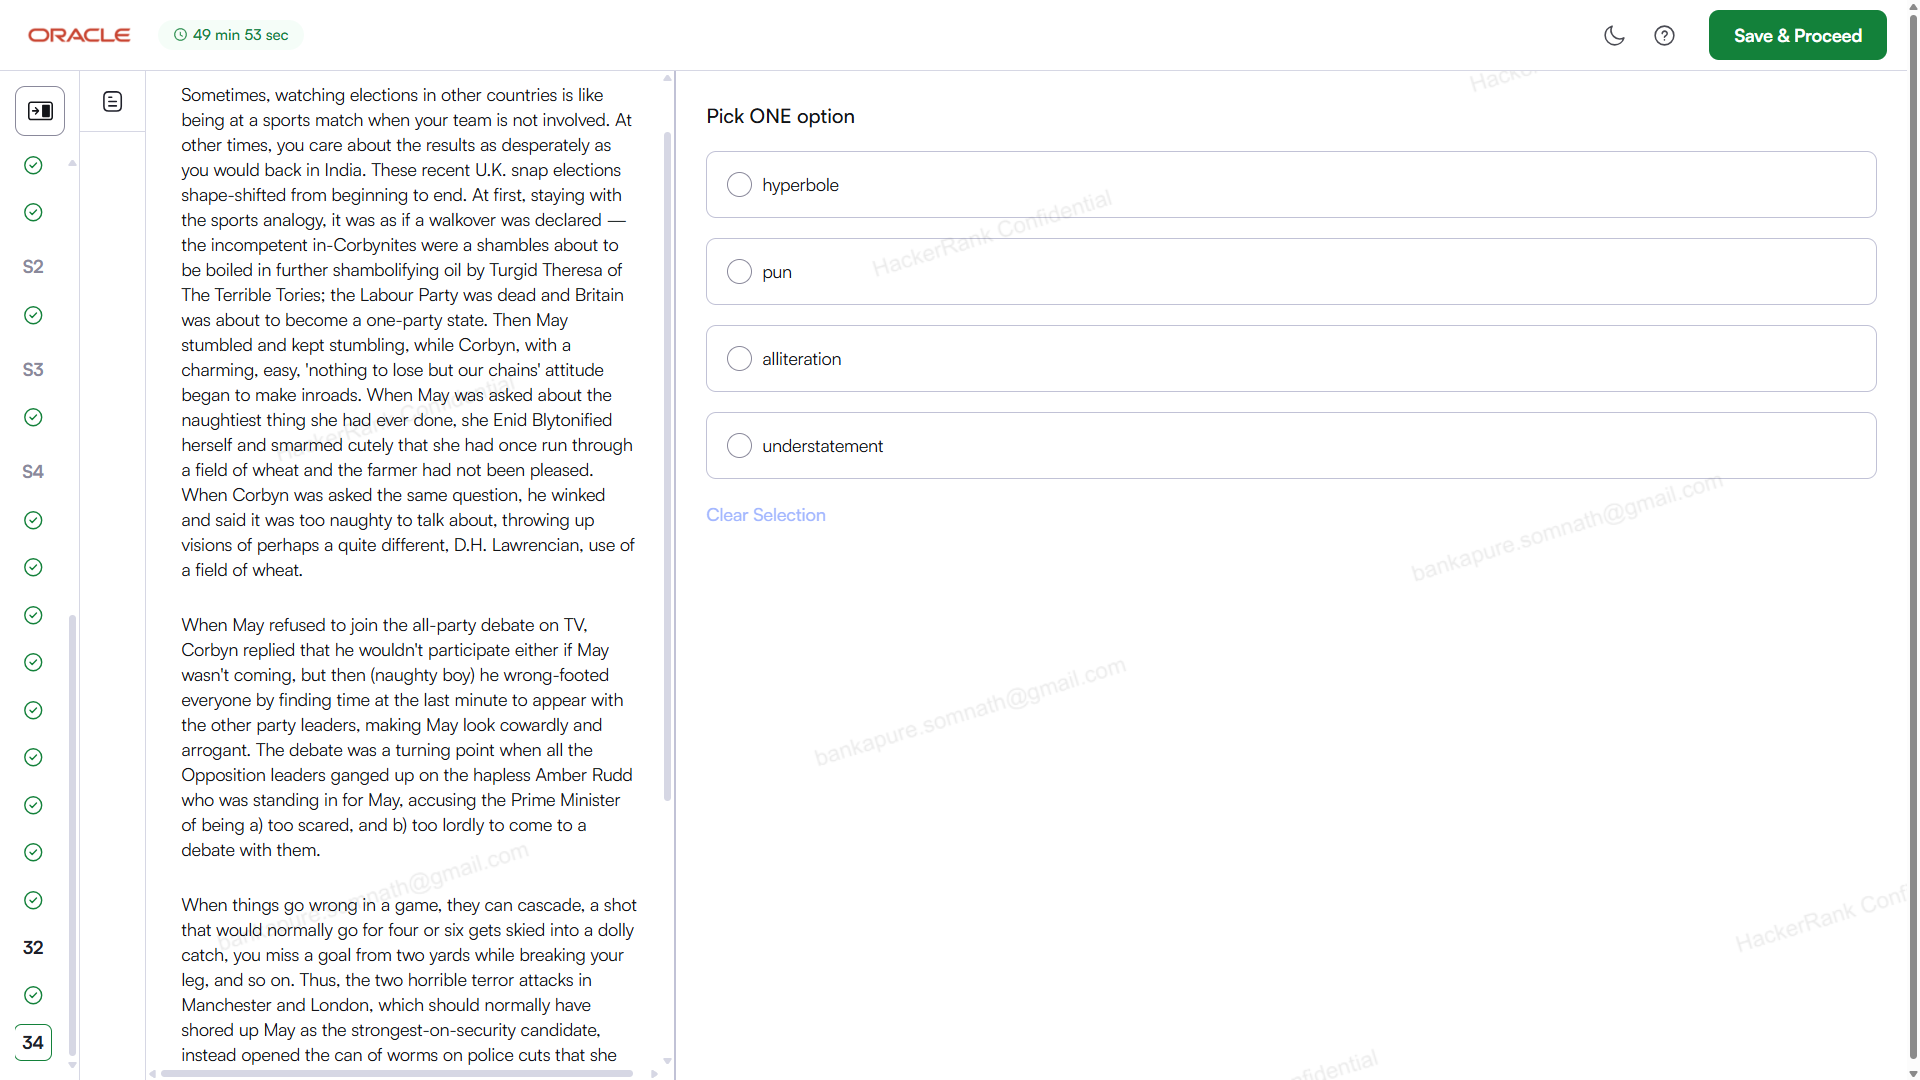 ORACLE
49 min 53 sec
Save & Proceed
S2
S3
S4
32
34
Sometimes, watching elections in other countries is like
being at a sports match when your team is not involved. At
other times, you care about the results as desperately as
you would back in India. These recent U.K. snap elections
shape-shifted from beginning to end. At first, staying with
the sports analogy, it was as if a walkover was declared —
the incompetent in-Corbynites were a shambles about to
be boiled in further shambolifying oil by Turgid Theresa of
The Terrible Tories; the Labour Party was dead and Britain
was about to become a one-party state. Then May
stumbled and kept stumbling, while Corbyn, with a
charming, easy, 'nothing to lose but our chains' attitude
began to make inroads. When May was asked about the
naughtiest thing she had ever done, she Enid Blytonified
herself and smarmed cutely that she had once run through
a field of wheat and the farmer had not been pleased.
When Corbyn was asked the same question, he winked
and said it was too naughty to talk about, throwing up
visions of perhaps a quite different, D.H. Lawrencian, use of
a field of wheat.
When May refused to join the all-party debate on TV,
Corbyn replied that he wouldn't participate either if May
wasn't coming, but then (naughty boy) he wrong-footed
everyone by finding time at the last minute to appear with
the other party leaders, making May look cowardly and
arrogant. The debate was a turning point when all the
Opposition leaders ganged up on the hapless Amber Rudd
who was standing in for May, accusing the Prime Minister
of being a) too scared, and b) too lordly to come to a
debate with them.
When things go wrong in a game, they can cascade, a shot
that would normally go for four or six gets skied into a dolly
catch, you miss a goal from two yards while breaking your
leg, and so on. Thus, the two horrible terror attacks in
Manchester and London, which should normally have
shored up May as the strongest-on-security candidate,
instead opened the can of worms on police cuts that she
Pick ONE option
hyperbole
pun
alliteration
understatement
Clear Selection
HackerRank Confidential
bankapure.somnath@gmail.com
bankapure.somnath@gmail.com
HackerRank Conf
HackerRank Confidential
bankapure.somnath@gmail.com